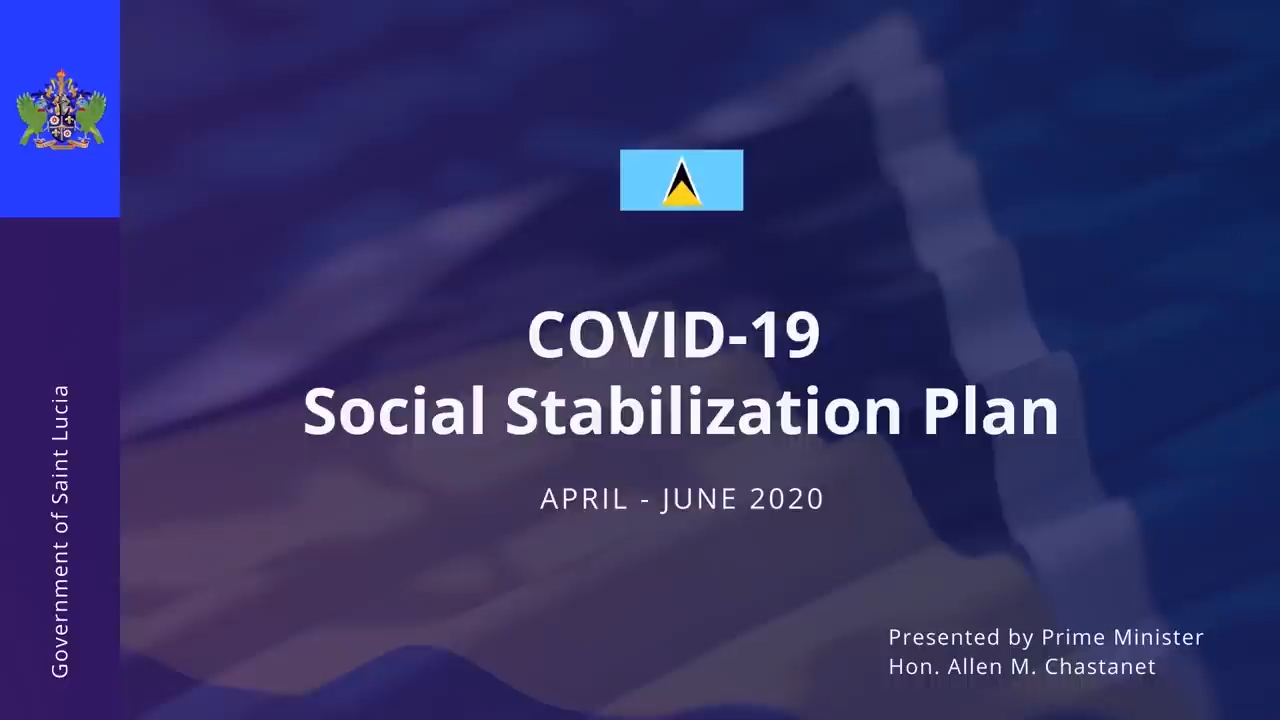 COVID-19
Social Stabilization Plan
APRIL - JUNE 2020
Government of Saint Lucia
Presented by Prime Minister
Hon. Allen M. Chastanet